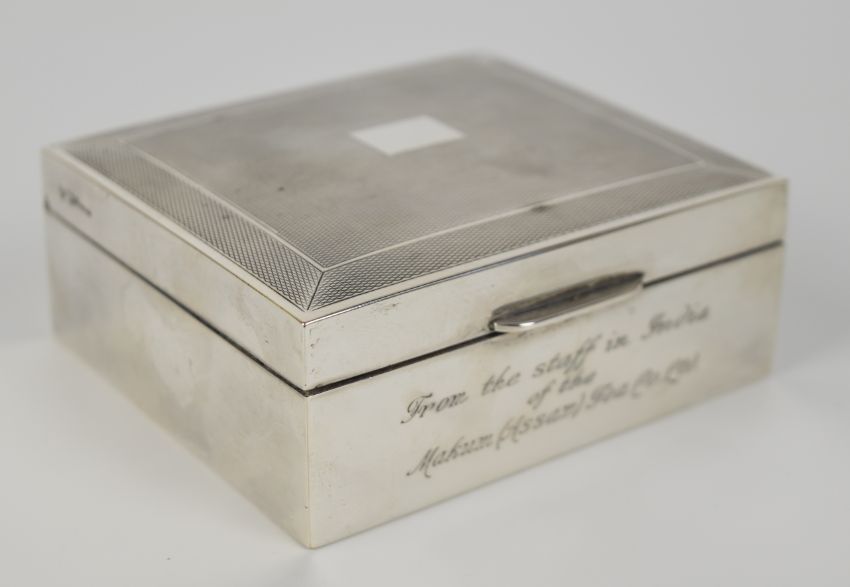 From the staff in India
of the
Makum (Assam) Tea Co. Ltd.